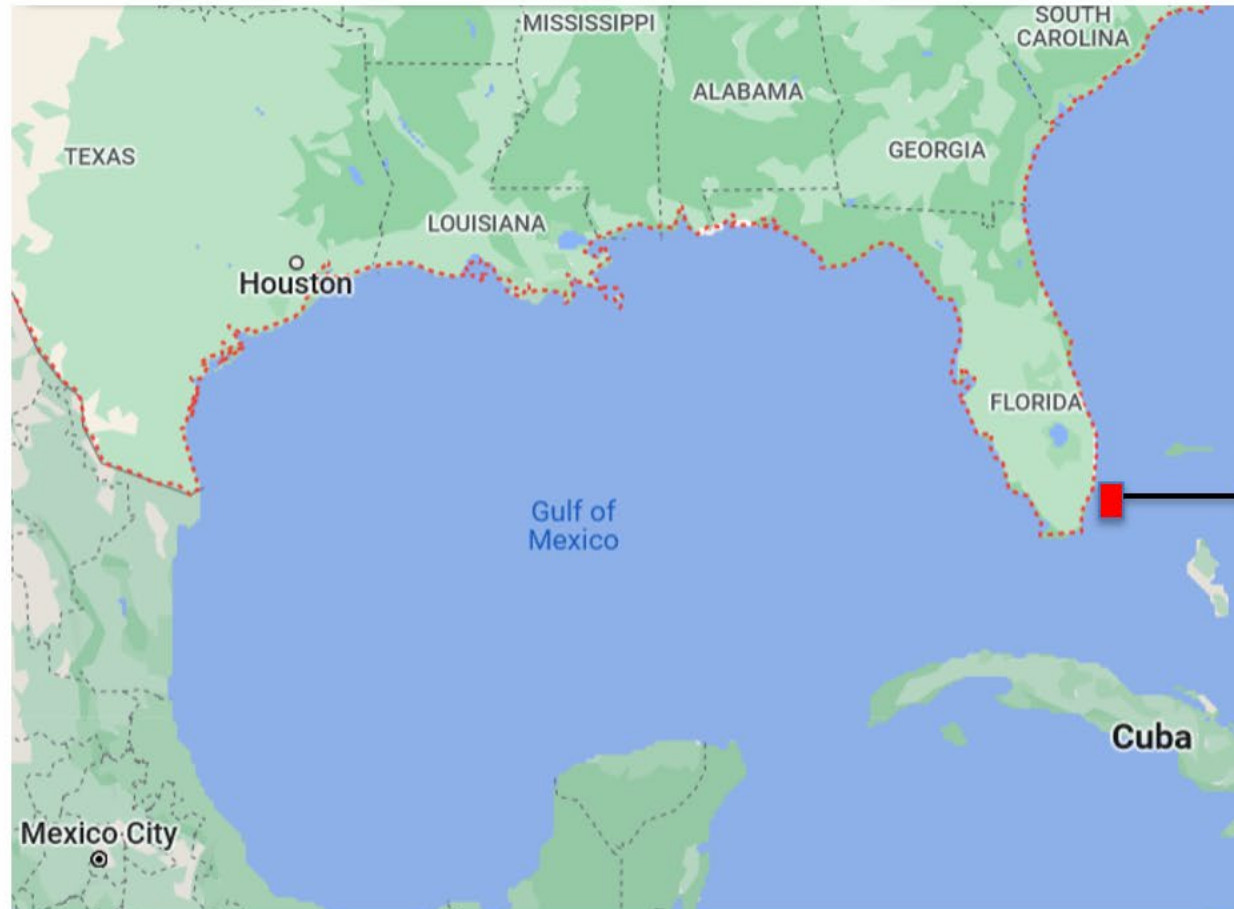 MISSISSIPPI
SOUTH
CAROLINA
ALABAMA
TEXAS
GEORGIA
LOUISIANA
Houston
FLORIDA
Gulf of
Mexico
Cuba
Mexico City